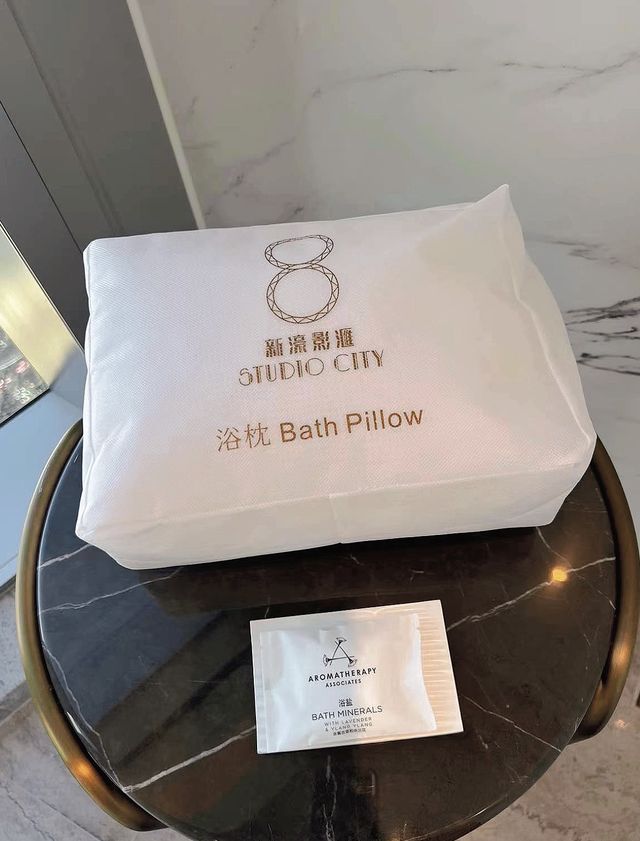 新濠影滙
STUDIO CITY
浴枕 Bath Pillow
AROMATHERAPY
ASSOCIATES
浴盐
BATH MINERALS
WITH LAVENDER
& YLANG YLANG